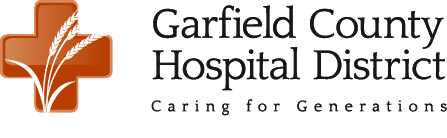 Garfield County
Hospital District
Caring for Generations